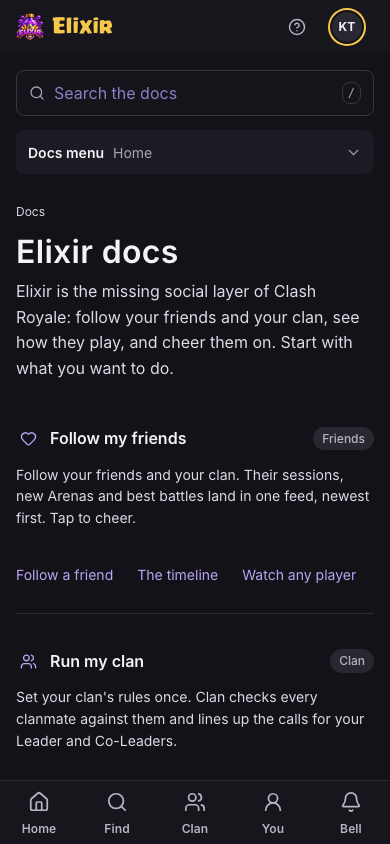 Elixir
KT
Search the docs
/
Docs menu Home
Docs
Elixir docs
Elixir is the missing social layer of Clash
Royale: follow your friends and your clan, see
how they play, and cheer them on. Start with
what you want to do.
Follow my friends
Friends
Follow your friends and your clan. Their sessions,
new Arenas and best battles land in one feed, newest
first. Tap to cheer.
Follow a friend The timeline Watch any player
Run my clan
Clan
Set your clan's rules once. Clan checks every
clanmate against them and lines up the calls for your
Leader and Co-Leaders.
Home Find Clan You Bell